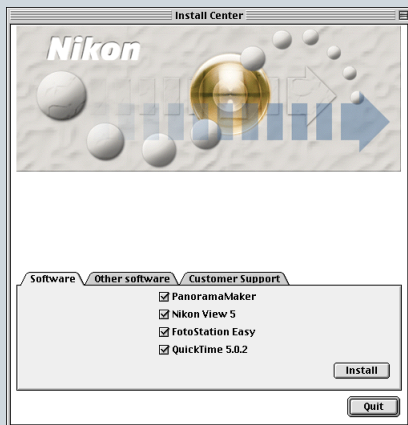 Install Center
Nikon
Software Other software Customer Support
PanoramaMaker
Nikon View 5
FotoStation Easy
QuickTime 5.0.2
Install
Quit